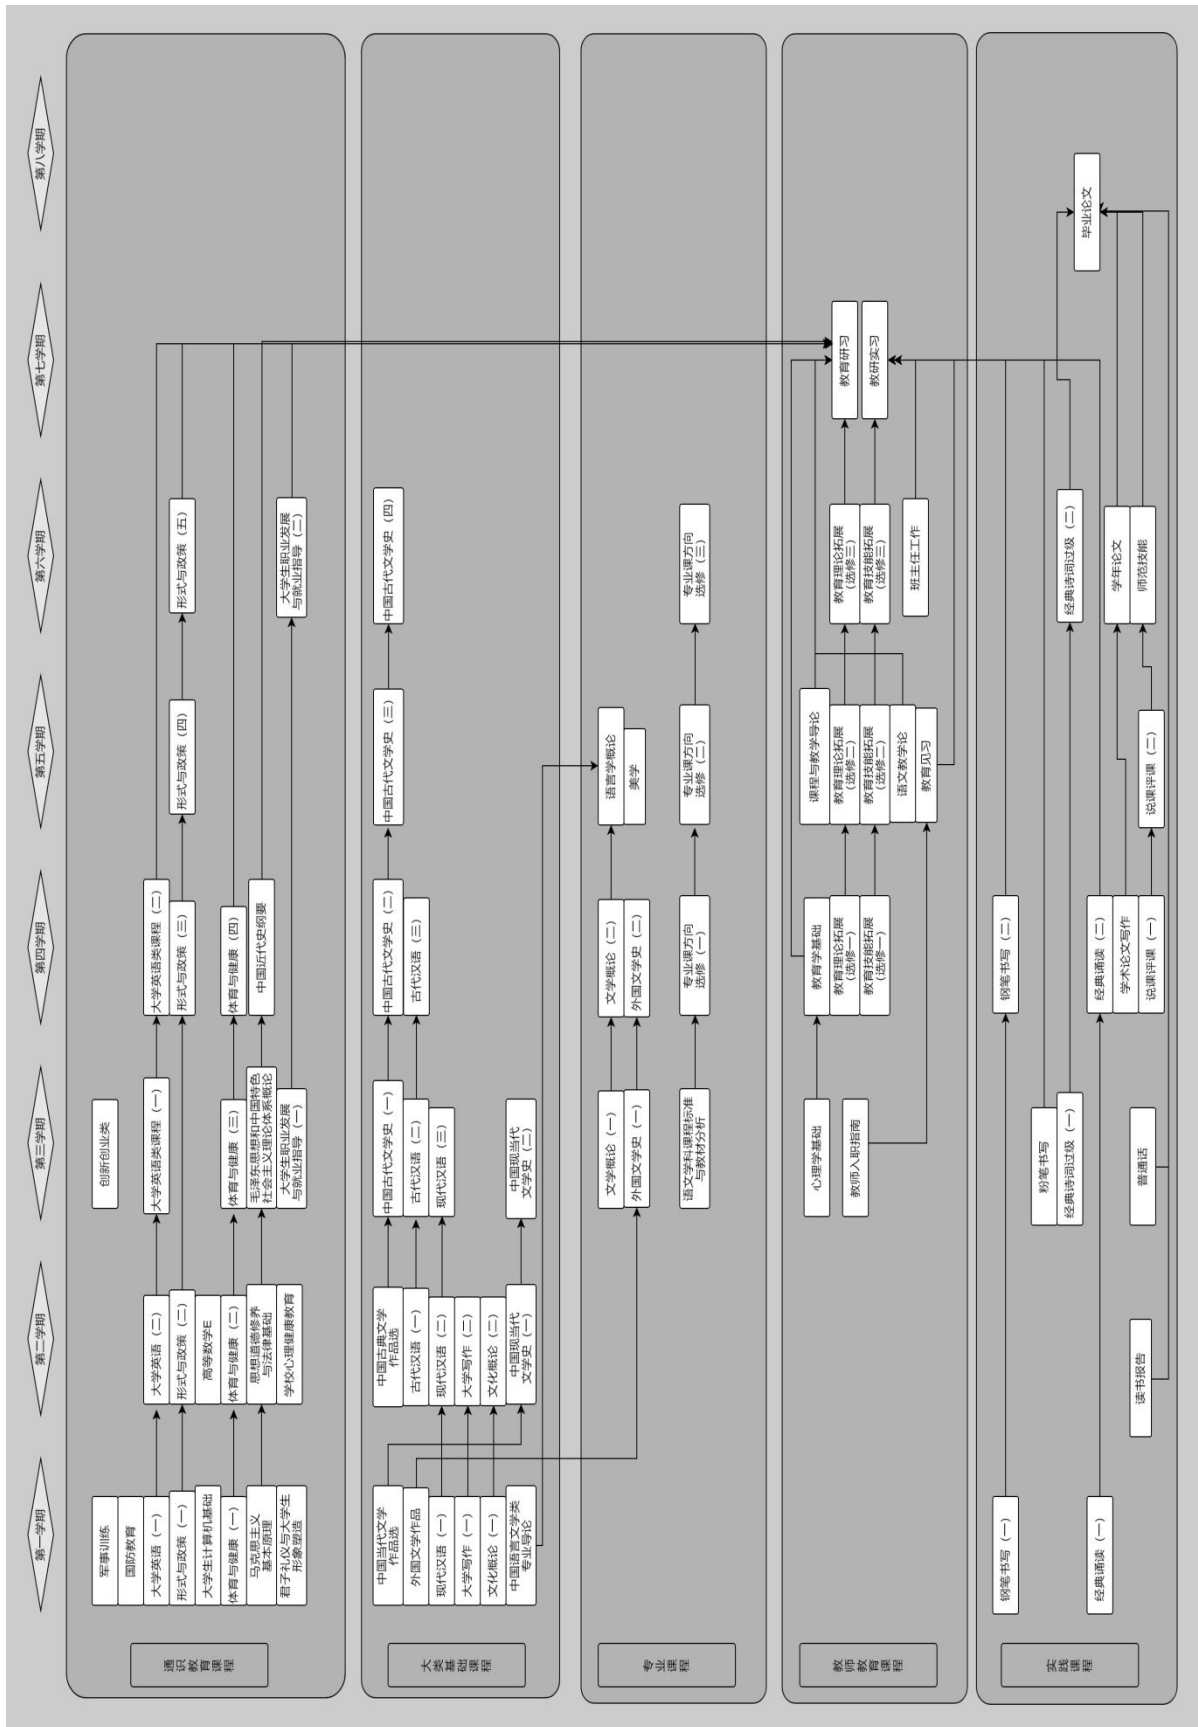 第一学期
第二学期
第三学期
第四学期
第五学期
第六学期
第七学期
第八学期
通识教育课程
军事训练
国防教育
大学英语（一）
形式与政策（一）
大学生计算机基础
体育与健康（一）
马克思主义
基本原理
君子礼仪与大学生
形象塑造
大学英语（二）
形式与政策（二）
高等数学E
体育与健康（二）
思想道德修养
与法律基础
学校心理健康教育
创新创业类
大学英语类课程（一）
体育与健康（三）
毛泽东思想和中国特色
社会主义理论体系概论
大学生职业发展
与就业指导（一）
大学英语类课程（二）
形式与政策（三）
体育与健康（四）
中国近代史纲要
形式与政策（四）
形式与政策（五）
大学生职业发展
与就业指导（二）
大类基础课程
中国当代文学
作品选
外国文学作品
现代汉语（一）
大学写作（一）
文化概论（一）
中国语言文学类
专业导论
中国古典文学
作品选
古代汉语（一）
现代汉语（二）
大学写作（二）
文化概论（二）
中国现当代
文学史（一）
中国古代文学史（一）
古代汉语（二）
现代汉语（三）
中国现当代
文学史（二）
中国古代文学史（二）
古代汉语（三）
中国古代文学史（三）
中国古代文学史（四）
专业课程
文学概论（一）
外国文学史（一）
语文学科课程标准
与教材分析
文学概论（二）
外国文学史（二）
专业课方向
选修（一）
语言学概论
美学
专业课方向
选修（二）
专业课方向
选修（三）
教师教育课程
心理学基础
教师入职指南
教育学基础
教育理论拓展
（选修一）
教育技能拓展
（选修一）
课程与教学导论
教育理论拓展
（选修二）
教育技能拓展
（选修二）
语文教学论
教育见习
教育理论拓展
（选修三）
教育技能拓展
（选修三）
班主任工作
教育研习
教研实习
实践课程
钢笔书写（一）
经典诵读（一）
读书报告
粉笔书写
经典诗词过级（一）
普通话
钢笔书写（二）
经典诵读（二）
学术论文写作
说课评课（一）
说课评课（二）
经典诗词过级（二）
学年论文
师范技能
毕业论文